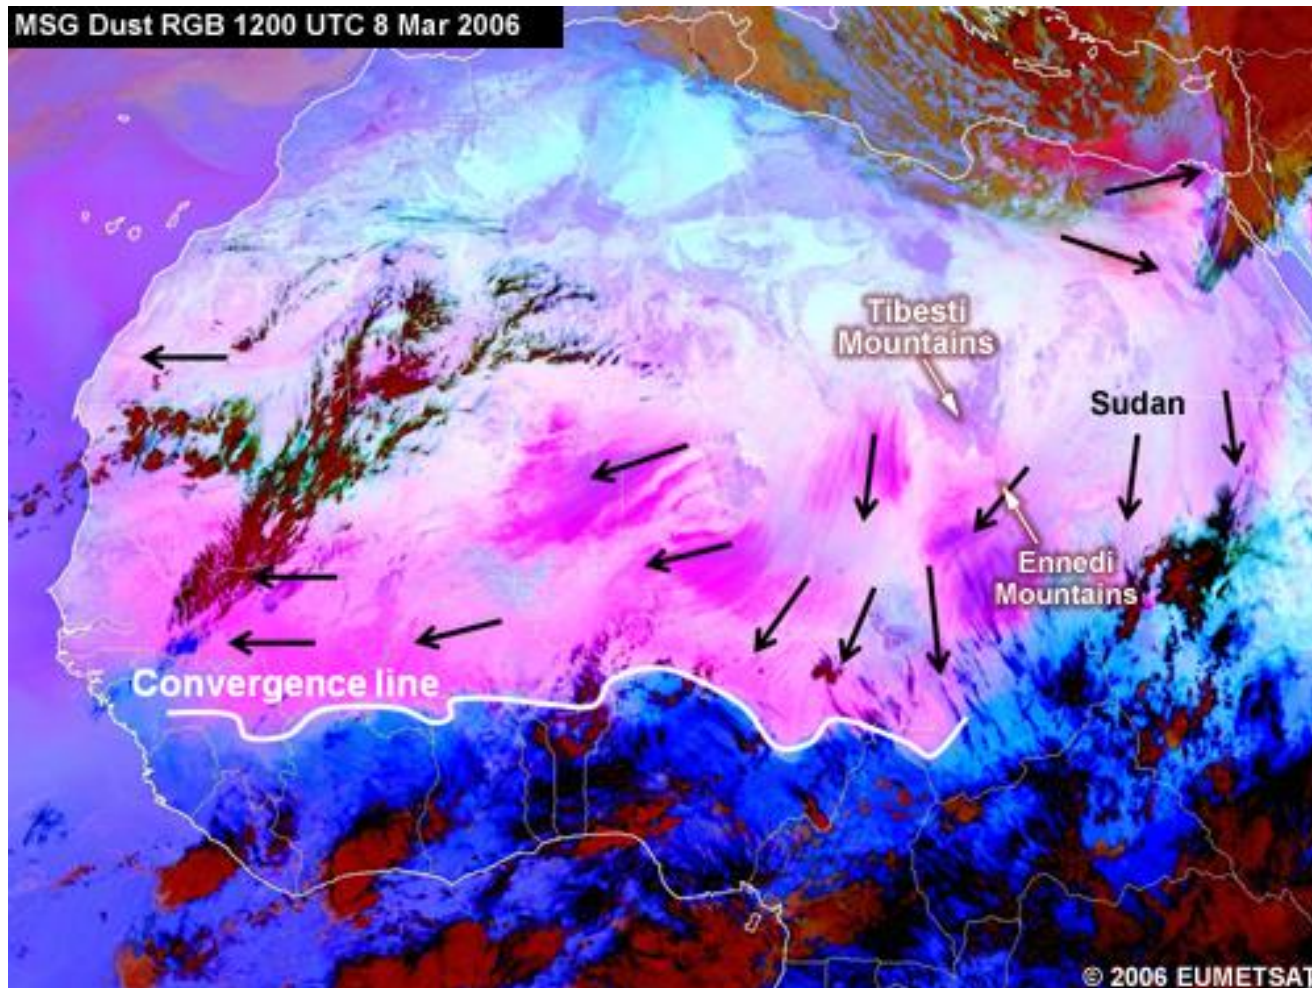 MSG Dust RGB 1200 UTC 8 Mar 2006
Tibesti
Mountains
Sudan
Ennedi
Mountains
Convergence line
© 2006 EUMETSAT